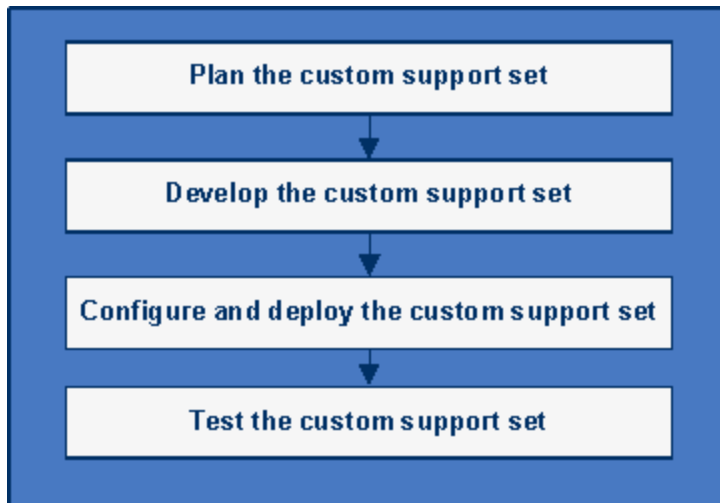 Plan the custom support set
Develop the custom support set
Configure and deploy the custom support set
Test the custom support set